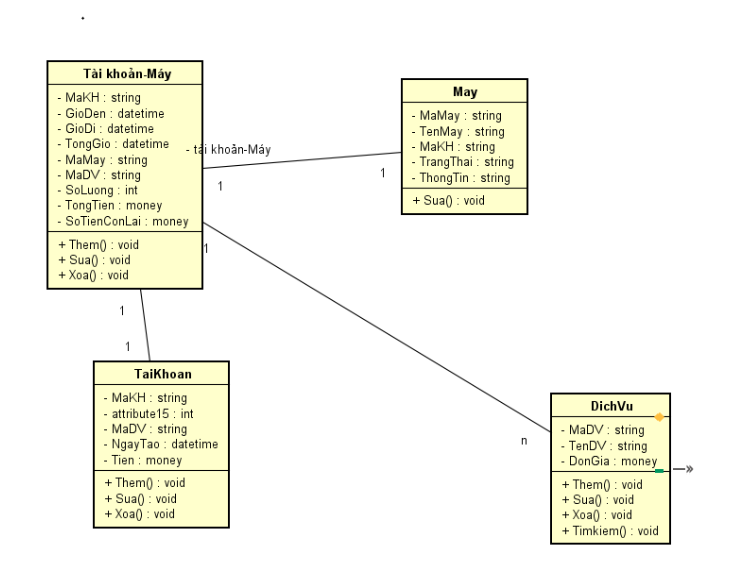 Tài khoản-Máy
- MaKH : string
- GioDen : datetime
- GioDi : datetime
- TongGio : datetime
- MaMay : string
- MaDV : string
- SoLuong : int
- TongTien : money
- SoTienConLai : money
+ Them() : void
+ Sua() : void
+ Xoa() : void
May
- MaMay : string
- TenMay : string
- MaKH : string
- TrangThai : string
- ThongTin : string
+ Sua() : void
- tài khoản-Máy
1
1
1
1
1
n
TaiKhoan
- MaKH : string
- attribute15 : int
- MaDV : string
- NgayTao : datetime
- Tien : money
+ Them() : void
+ Sua() : void
+ Xoa() : void
DichVu
- MaDV : string
- TenDV : string
- DonGia : money
+ Them() : void
+ Sua() : void
+ Xoa() : void
+ Timkiem() : void